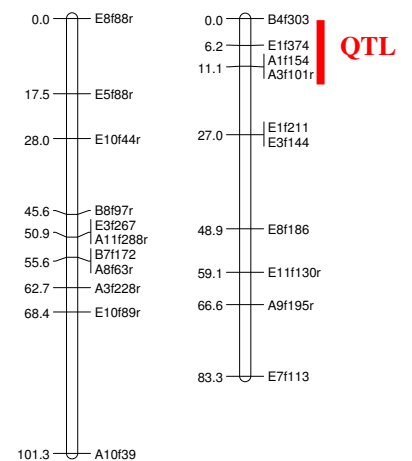 0.0 E8f88r
17.5 E5f88r
28.0 E10f44r
45.6 B8f97r
E3f267
50.9 A11f288r
B7f172
55.6 A8f63r
62.7 A3f228r
68.4 E10f89r
101.3 A10f39
0.0 B4f303
6.2 E1f374
A1f154
11.1 A3f101r
QTL
E1f211
27.0 E3f144
48.9 E8f186
59.1 E11f130r
66.6 A9f195r
83.3 E7f113